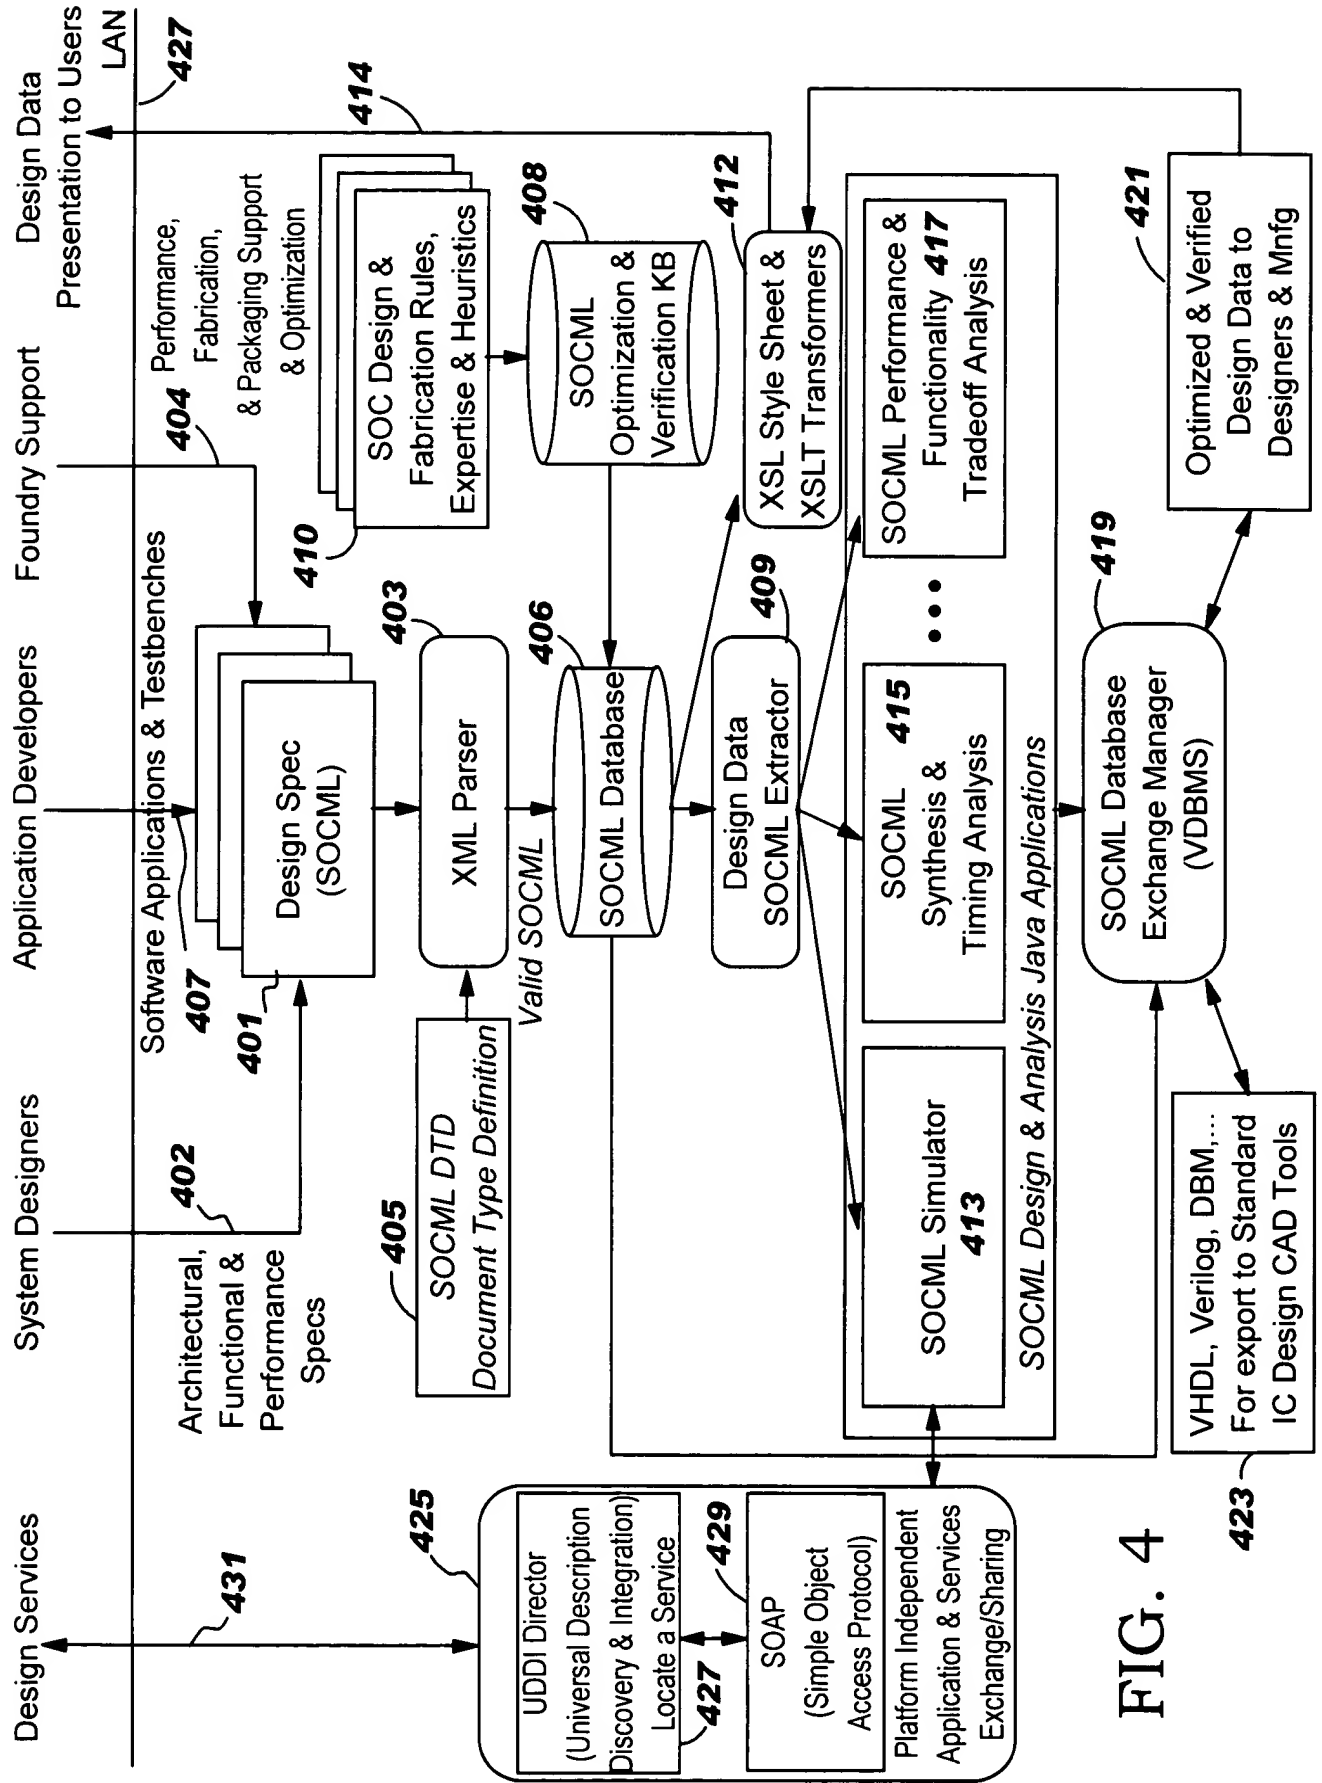 Design Services
System Designers
Application Developers
Foundry Support
Design Data
Presentation to Users
LAN
427
431
402
Architectural,
Functional &
Performance
Specs
Software Applications & Testbenches
407
404
Performance,
Fabrication,
& Packaging Support
& Optimization
414
401
Design Spec
(SOCML)
410
SOC Design &
Fabrication Rules,
Expertise & Heuristics
405
SOCML DTD
Document Type Definition
403
XML Parser
Valid SOCML
408
SOCML
Optimization &
Verification KB
406
SOCML Database
425
UDDI Director
(Universal Description
Discovery & Integration)
Locate a Service
427
429
SOAP
(Simple Object
Access Protocol)
Platform Independent
Application & Services
Exchange/Sharing
409
Design Data
SOCML Extractor
412
XSL Style Sheet &
XSLT Transformers
SOCML Simulator
413
SOCML 415
Synthesis &
Timing Analysis
SOCML Performance &
Functionality 417
Tradeoff Analysis
SOCML Design & Analysis Java Applications
419
SOCML Database
Exchange Manager
(VDBMS)
421
Optimized & Verified
Design Data to
Designers & Mnfg
423
VHDL, Verilog, DBM,...
For export to Standard
IC Design CAD Tools
FIG. 4